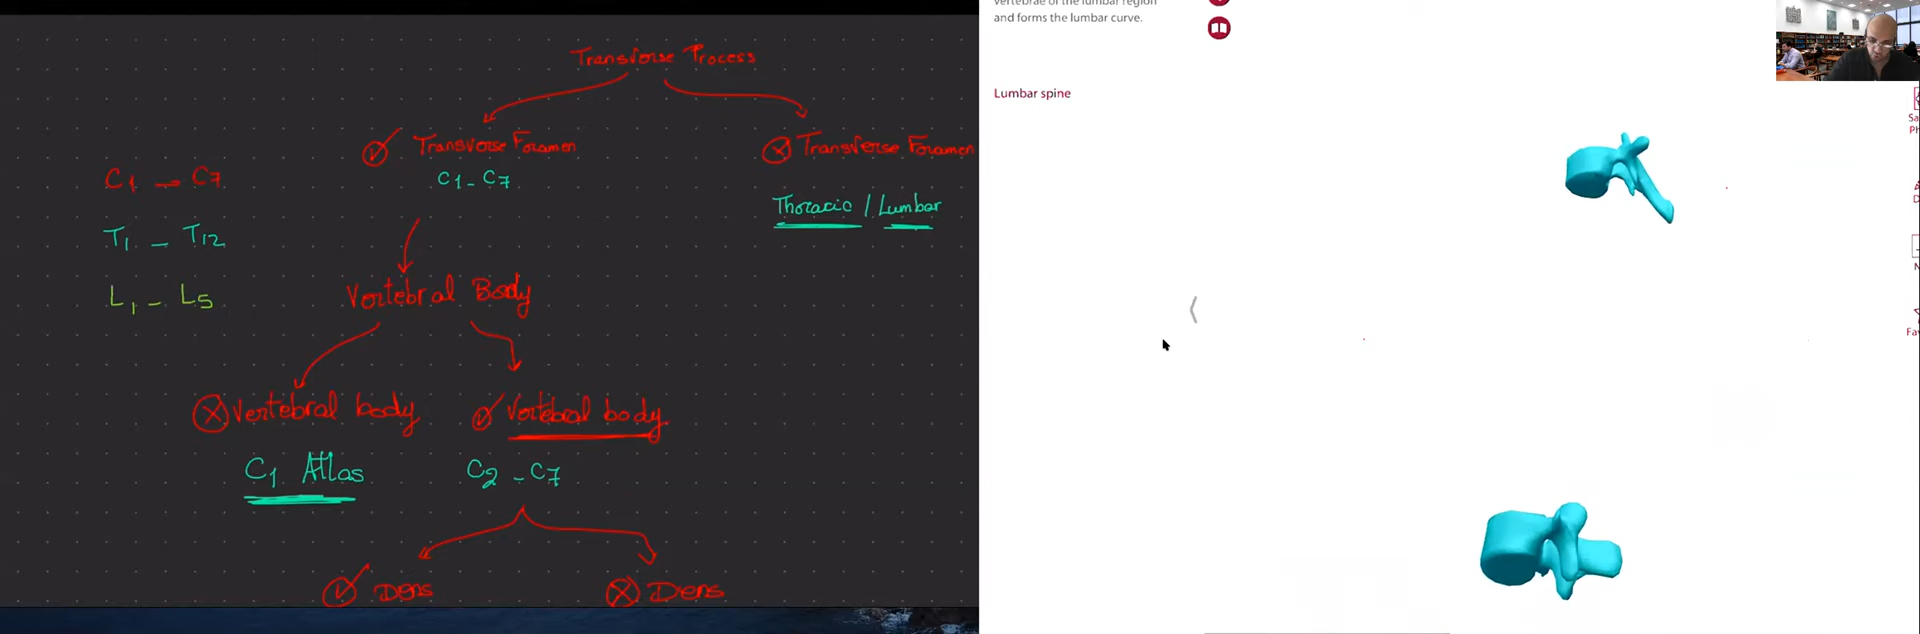 Transverse Process
Transverse Foramen
Transverse Foramen
C1 - C7
C1 - C7
Thoracic / Lumbar
T1 - T12
L1 - L5
Vertebral Body
Vertebral body
Vertebral body
C1 Atlas
C2 - C7
Dens
Dens
vertebrae of the lumbar region
and forms the lumbar curve.
Lumbar spine